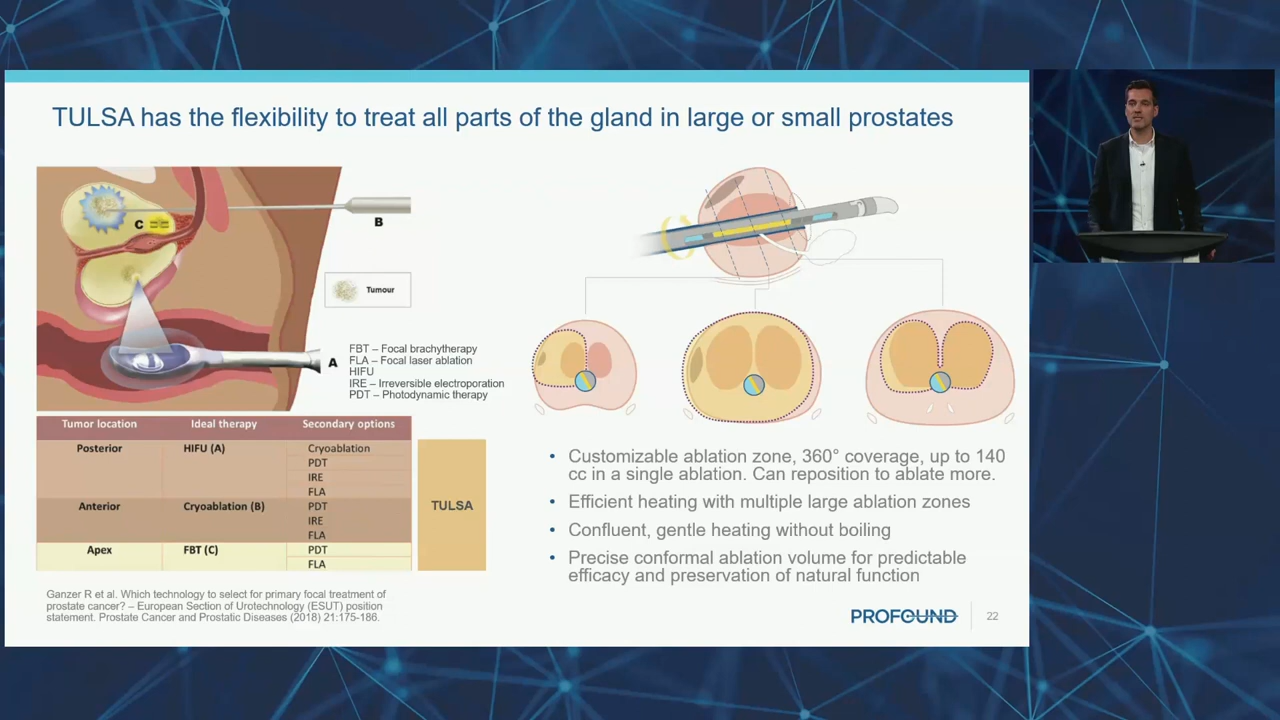 TULSA has the flexibility to treat all parts of the gland in large or small prostates
C
B
Tumour
A
FBT – Focal brachytherapy
FLA – Focal laser ablation
HIFU
IRE – Irreversible electroporation
PDT – Photodynamic therapy
Tumor location Ideal therapy Secondary options
Posterior HIFU (A) Cryoablation
PDT
IRE
FLA
Anterior Cryoablation (B) PDT
IRE
FLA
Apex FBT (C) PDT
FLA
TULSA
• Customizable ablation zone, 360° coverage, up to 140
cc in a single ablation. Can reposition to ablate more.
• Efficient heating with multiple large ablation zones
• Confluent, gentle heating without boiling
• Precise conformal ablation volume for predictable
efficacy and preservation of natural function
Ganzer R et al. Which technology to select for primary focal treatment of
prostate cancer? – European Section of Urotechnology (ESUT) position
statement. Prostate Cancer and Prostatic Diseases (2018) 21:175-186.
PROFOUND
22